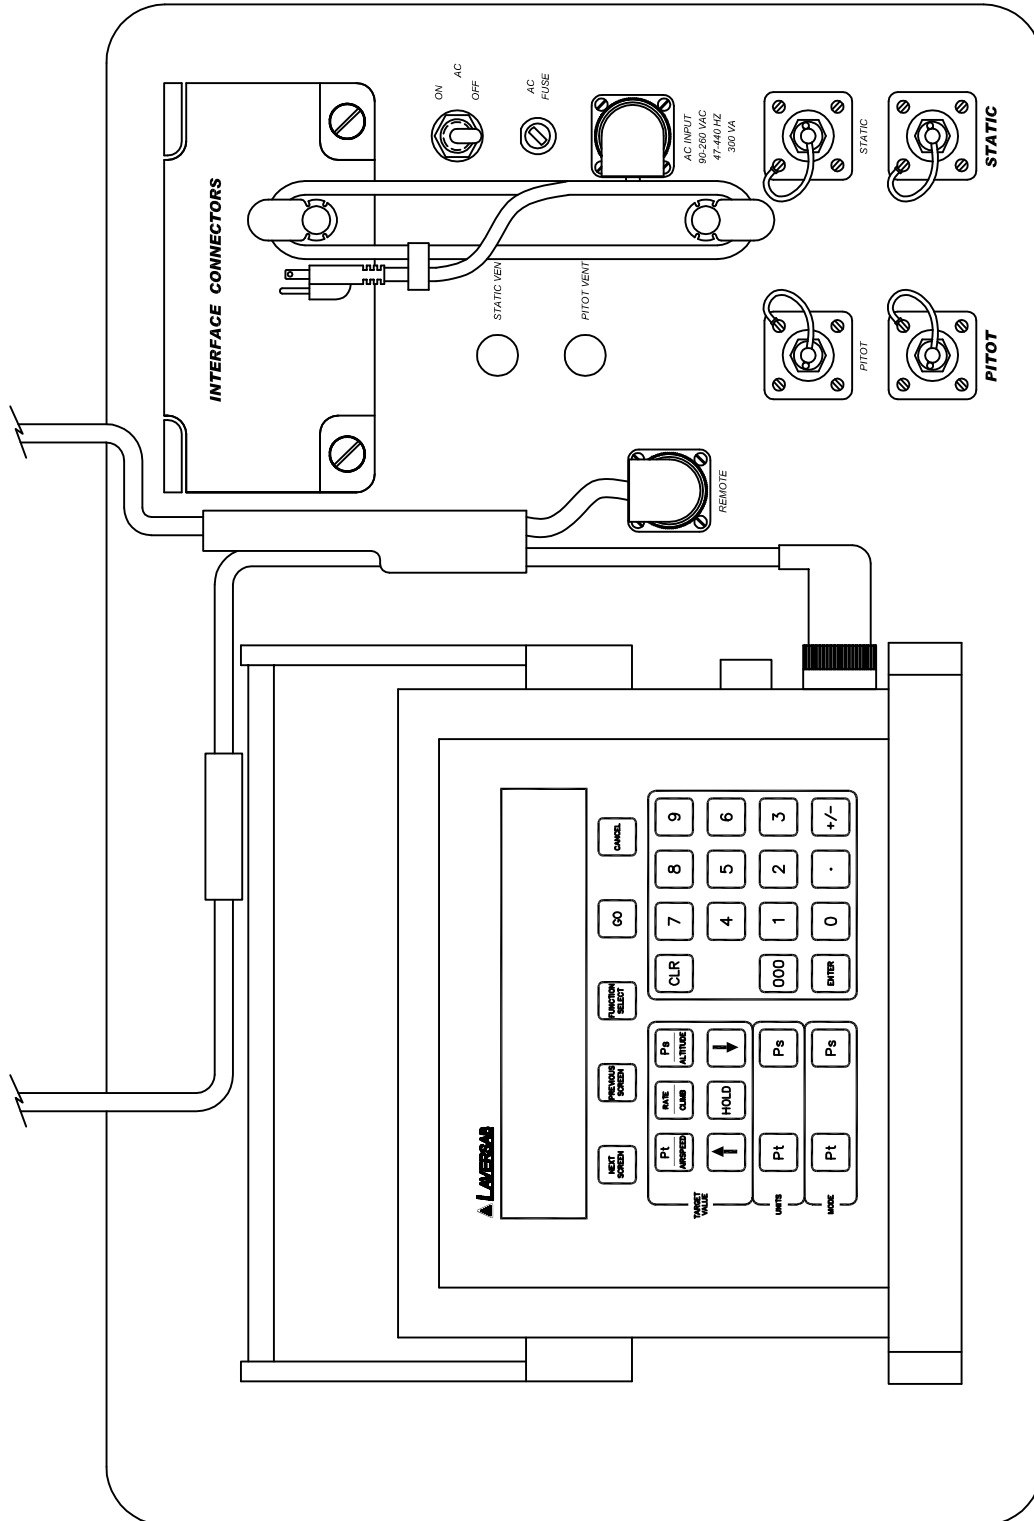 INTERFACE CONNECTORS
ON
AC
OFF
AC
FUSE
AC INPUT
90-260 VAC
47-440 HZ
300 VA
STATIC
STATIC
STATIC VEN
PITOT VENT
PITOT
PITOT
REMOTE
LAVERSAB
NEXT
SCREEN
PREVIOUS
SCREEN
FUNCTION
SELECT
GO
CANCEL
Pt
AIRSPEED
RATE
CLIMB
Ps
ALTITUDE
HOLD
TARGET
VALUE
Pt
Ps
UNITS
Pt
Ps
MODE
CLR
7
8
9
4
5
6
000
1
2
3
ENTER
0
.
+/-